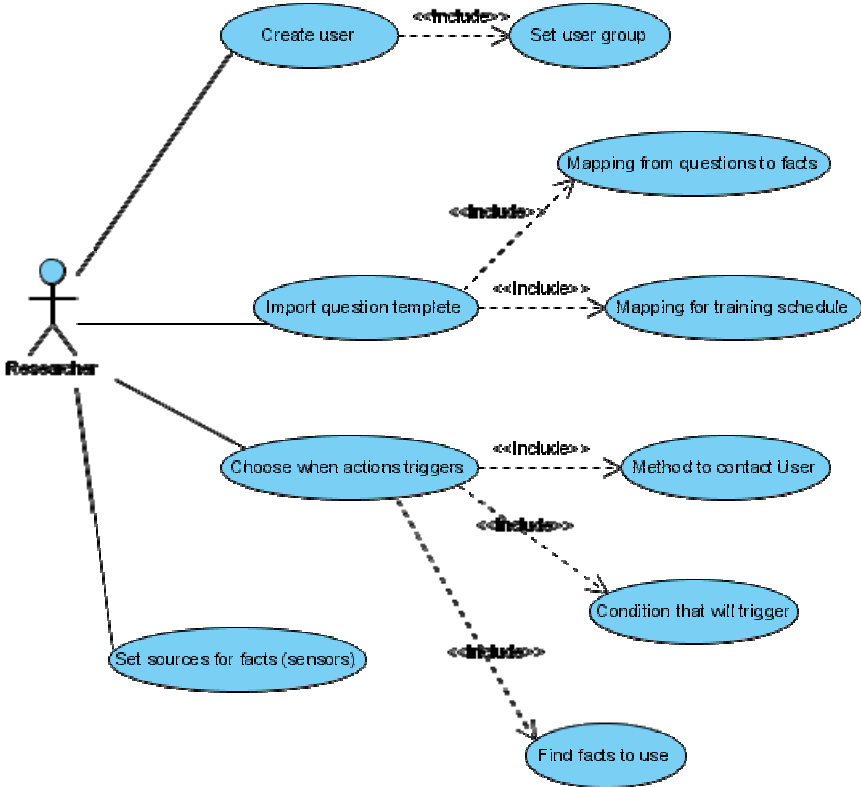 Create user
<<Include>>
Set user group
Mapping from questions to facts
<<Include>>
Import question templete
<<Include>>
Mapping for training schedule
Researcher
Choose when actions triggers
<<Include>>
Method to contact User
<<Include>>
Condition that will trigger
Set sources for facts (sensors)
<<Include>>
Find facts to use